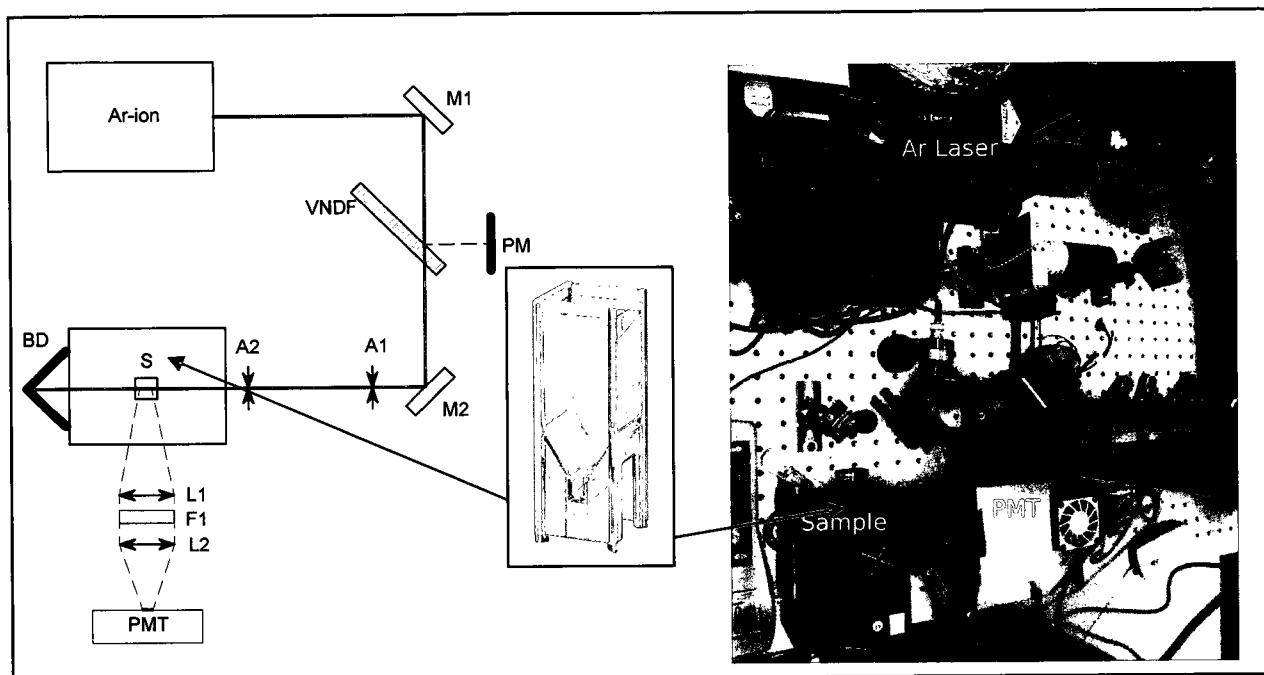 Ar-ion
M1
VNDF
PM
BD
S
A2
A1
M2
L1
F1
L2
PMT
Ar Laser
Sample
PMT